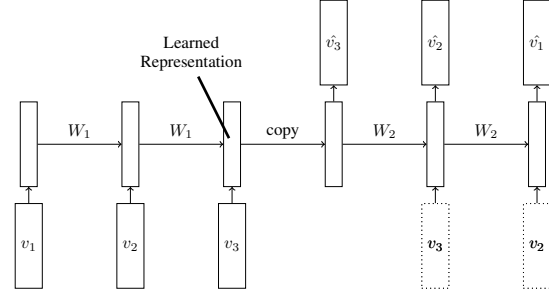 Learned
Representation
v̂₃
v̂₂
v̂₁
W₁
W₁
copy
W₂
W₂
v₁
v₂
v₃
v₃
v₂